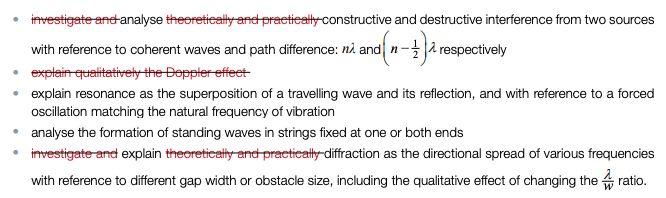 • investigate and analyse theoretically and practically constructive and destructive interference from two sources
with reference to coherent waves and path difference: nλ and (n − 1/2)λ respectively
• explain qualitatively the Doppler effect
• explain resonance as the superposition of a travelling wave and its reflection, and with reference to a forced
oscillation matching the natural frequency of vibration
• analyse the formation of standing waves in strings fixed at one or both ends
• investigate and explain theoretically and practically diffraction as the directional spread of various frequencies
with reference to different gap width or obstacle size, including the qualitative effect of changing the λ/w ratio.